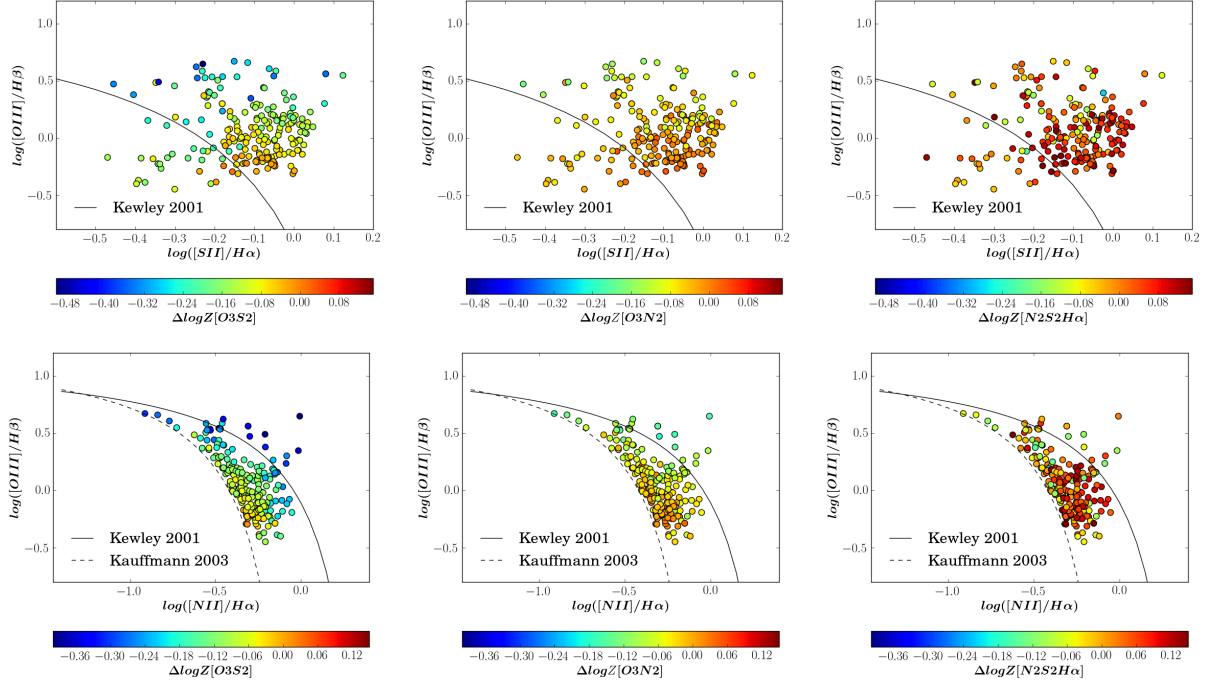 1.0
0.5
0.0
−0.5
log([OIII]/Hβ)
Kewley 2001
−0.5 −0.4 −0.3 −0.2 −0.1 0.0 0.1 0.2
log([SII]/Hα)
−0.48 −0.40 −0.32 −0.24 −0.16 −0.08 0.00 0.08
ΔlogZ[O3S2]
1.0
0.5
0.0
−0.5
log([OIII]/Hβ)
Kewley 2001
−0.5 −0.4 −0.3 −0.2 −0.1 0.0 0.1 0.2
log([SII]/Hα)
−0.48 −0.40 −0.32 −0.24 −0.16 −0.08 0.00 0.08
ΔlogZ[O3N2]
1.0
0.5
0.0
−0.5
log([OIII]/Hβ)
Kewley 2001
−0.5 −0.4 −0.3 −0.2 −0.1 0.0 0.1 0.2
log([SII]/Hα)
−0.48 −0.40 −0.32 −0.24 −0.16 −0.08 0.00 0.08
ΔlogZ[N2S2Hα]
1.0
0.5
0.0
−0.5
log([OIII]/Hβ)
Kewley 2001
Kauffmann 2003
−1.0 −0.5 0.0
log([NII]/Hα)
−0.36 −0.30 −0.24 −0.18 −0.12 −0.06 0.00 0.06 0.12
ΔlogZ[O3S2]
1.0
0.5
0.0
−0.5
log([OIII]/Hβ)
Kewley 2001
Kauffmann 2003
−1.0 −0.5 0.0
log([NII]/Hα)
−0.36 −0.30 −0.24 −0.18 −0.12 −0.06 0.00 0.06 0.12
ΔlogZ[O3N2]
1.0
0.5
0.0
−0.5
log([OIII]/Hβ)
Kewley 2001
Kauffmann 2003
−1.0 −0.5 0.0
log([NII]/Hα)
−0.36 −0.30 −0.24 −0.18 −0.12 −0.06 0.00 0.06 0.12
ΔlogZ[N2S2Hα]